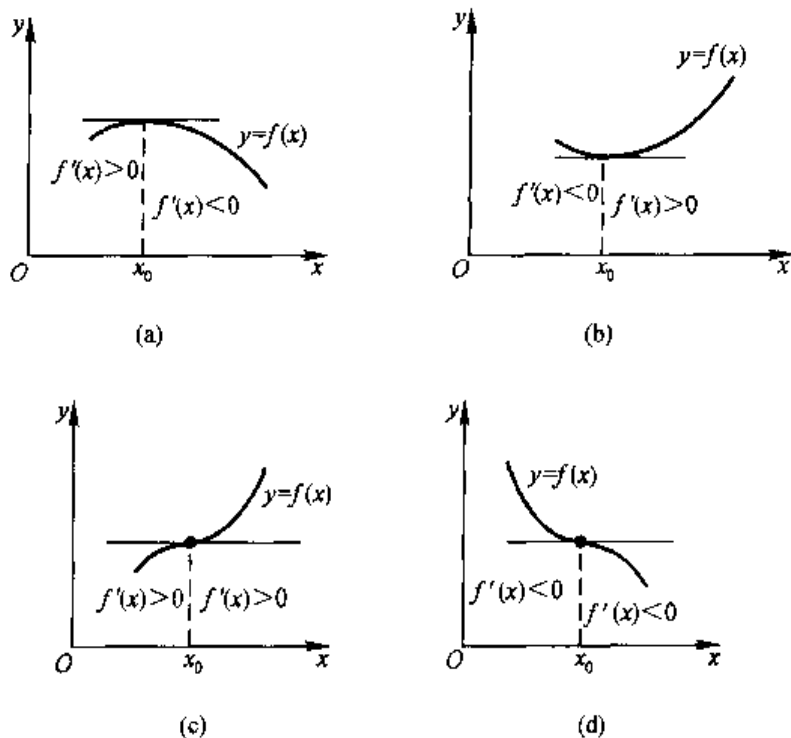 y
y=f(x)
f′(x)>0
f′(x)<0
O
x₀
x
(a)
y
y=f(x)
f′(x)<0
f′(x)>0
O
x₀
x
(b)
y
y=f(x)
f′(x)>0
f′(x)>0
O
x₀
x
(c)
y
y=f(x)
f′(x)<0
f′(x)<0
O
x₀
x
(d)